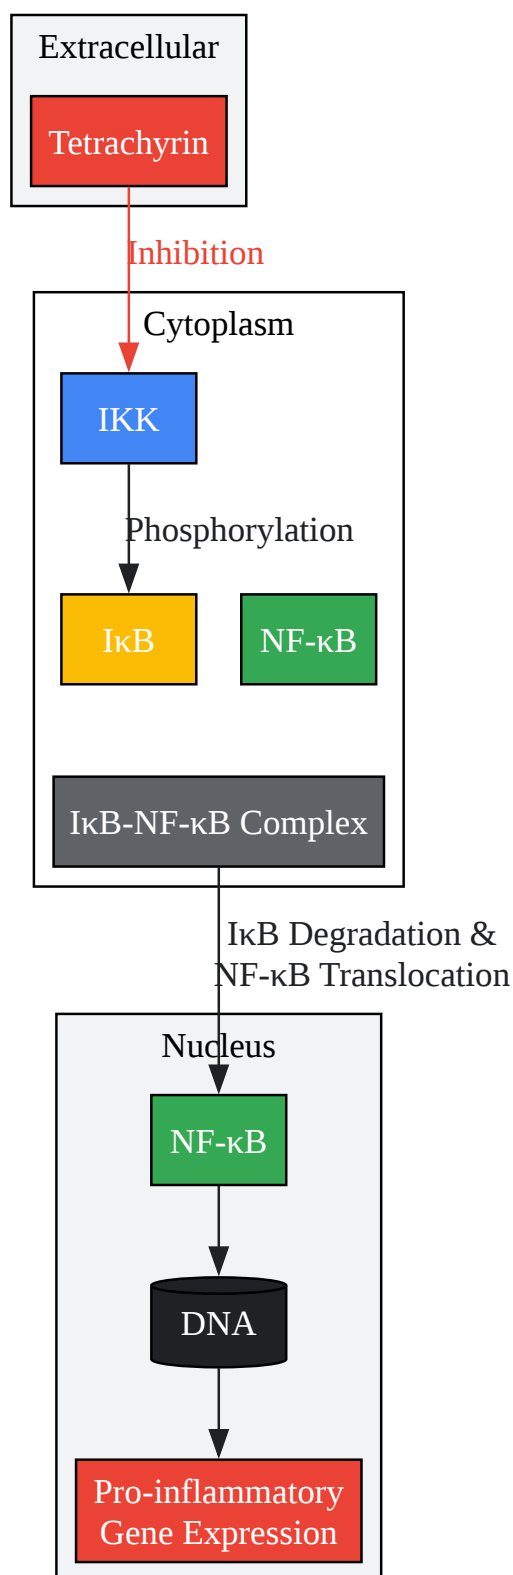 Extracellular
Tetrachyrin
Inhibition
Cytoplasm
IKK
Phosphorylation
IκB
NF-κB
IκB-NF-κB Complex
IκB Degradation &
NF-κB Translocation
Nucleus
NF-κB
DNA
Pro-inflammatory
Gene Expression